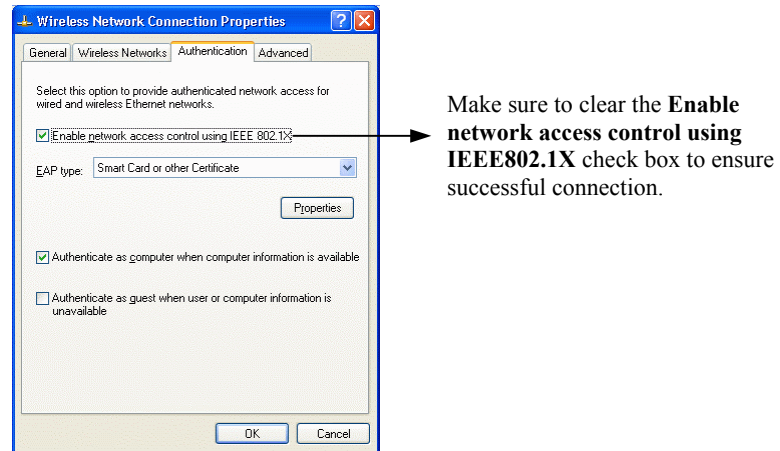 Wireless Network Connection Properties
General Wireless Networks Authentication Advanced
Select this option to provide authenticated network access for
wired and wireless Ethernet networks.
Enable network access control using IEEE 802.1X
EAP type: Smart Card or other Certificate
Properties
Authenticate as computer when computer information is available
Authenticate as guest when user or computer information is
unavailable
OK Cancel
Make sure to clear the Enable
network access control using
IEEE802.1X check box to ensure
successful connection.